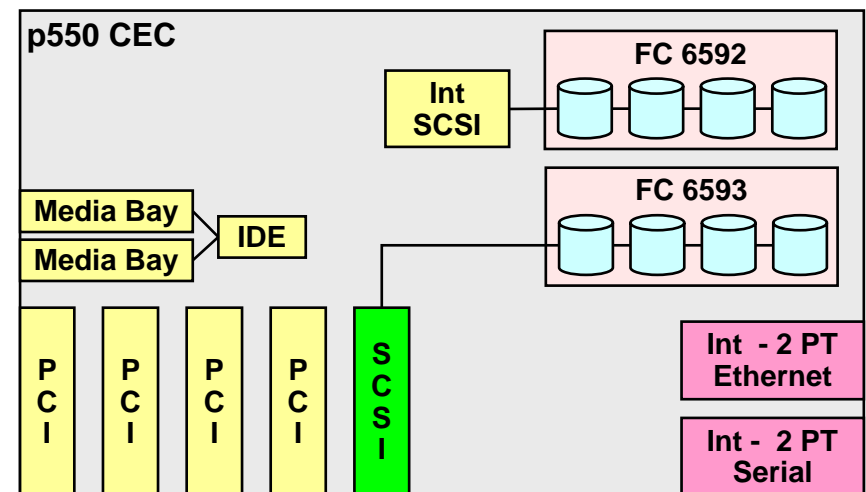 p550 CEC
FC 6592
Int
SCSI
FC 6593
Media Bay
Media Bay
IDE
P
C
I
P
C
I
P
C
I
P
C
I
S
C
S
I
Int - 2 PT
Ethernet
Int - 2 PT
Serial